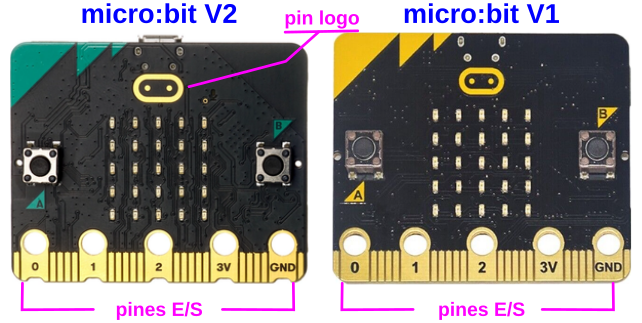 micro:bit V2
micro:bit V1
pin logo
B
A
0 1 2 3V GND
B
A
0 1 2 3V GND
pines E/S
pines E/S